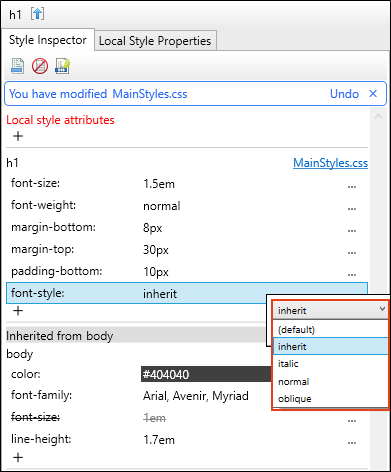 h1
Style Inspector Local Style Properties
You have modified MainStyles.css Undo ×
Local style attributes
+
h1 MainStyles.css
font-size: 1.5em ...
font-weight: normal ...
margin-bottom: 8px ...
margin-top: 30px ...
padding-bottom: 10px ...
font-style: inherit
+
inherit
(default)
inherit
italic
normal
oblique
Inherited from body
body
color: #404040
font-family: Arial, Avenir, Myriad
font-size: 1em ...
line-height: 1.7em ...